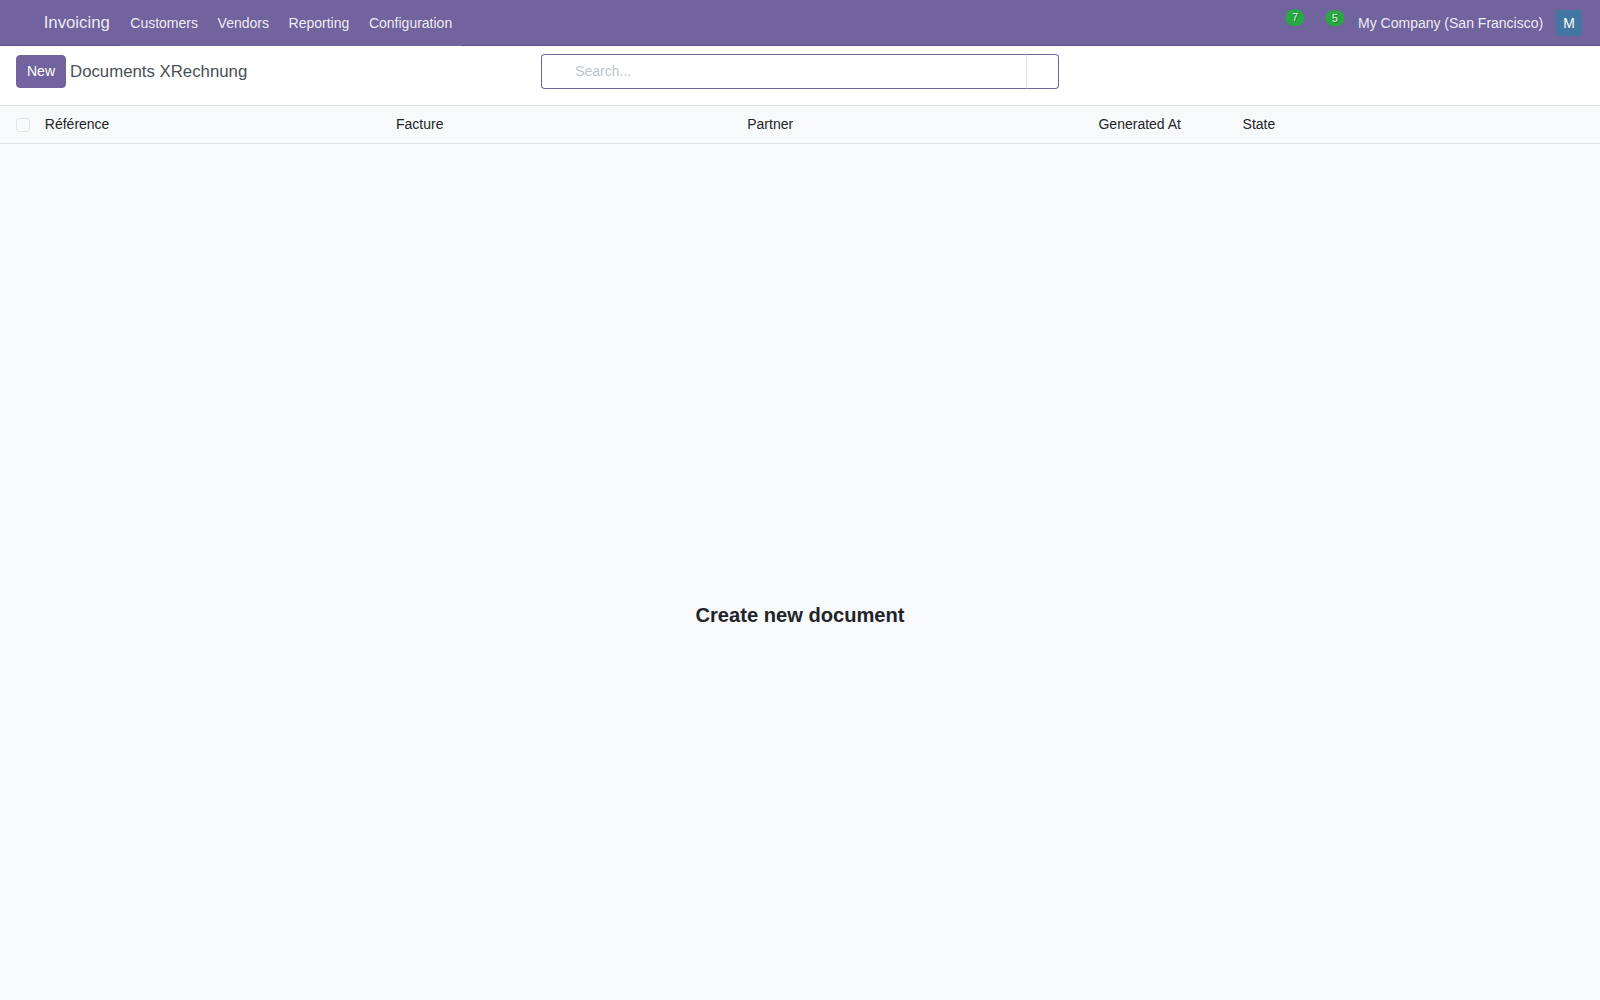 Invoicing Customers Vendors Reporting Configuration 7 5 My Company (San Francisco) M
New Documents XRechnung Search...
Référence Facture Partner Generated At State
Create new document